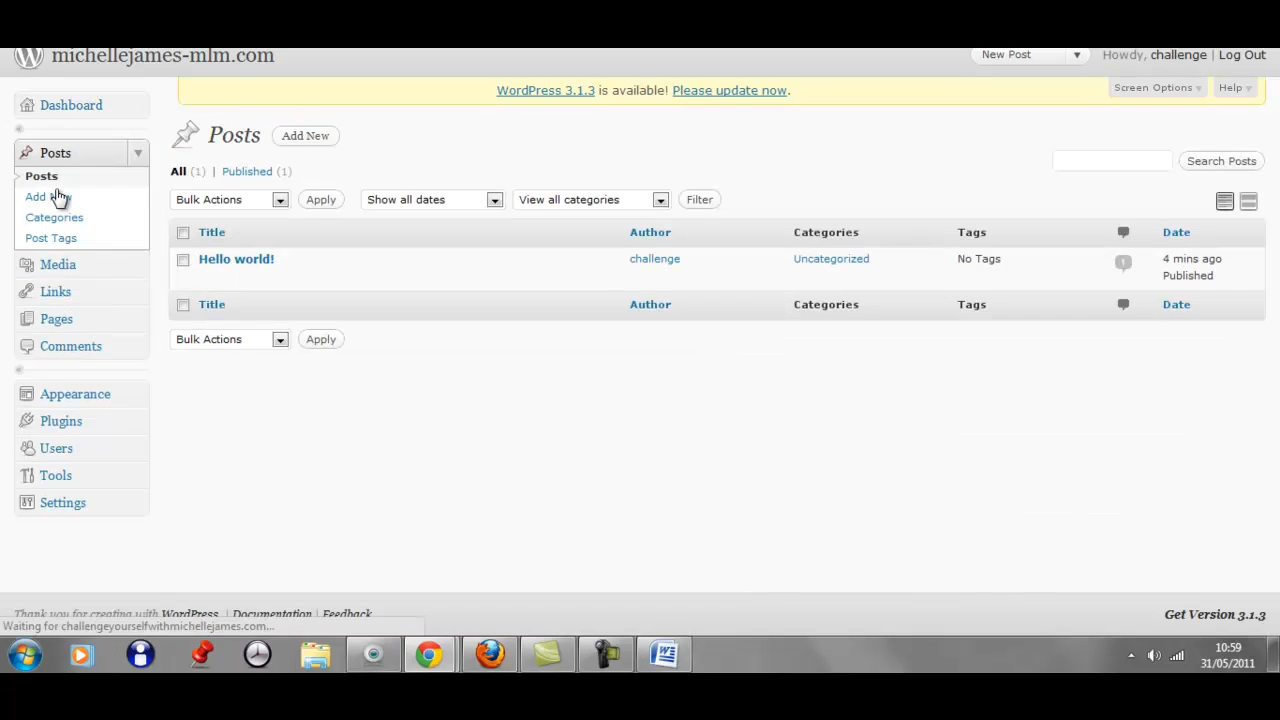 michellejames-mlm.com
New Post
Howdy, challenge | Log Out
WordPress 3.1.3 is available! Please update now.
Screen Options
Help
Dashboard
Posts
Posts
Add
Categories
Post Tags
Media
Links
Pages
Comments
Appearance
Plugins
Users
Tools
Settings
Posts
Add New
All (1) | Published (1)
Search Posts
Bulk Actions
Apply
Show all dates
View all categories
Filter
Title
Author
Categories
Tags
Date
Hello world!
challenge
Uncategorized
No Tags
1
4 mins ago
Published
Title
Author
Categories
Tags
Date
Bulk Actions
Apply
Thank you for creating with WordPress. | Documentation | Feedback
Get Version 3.1.3
Waiting for challengeyourselfwithmichellejames.com...
10:59
31/05/2011